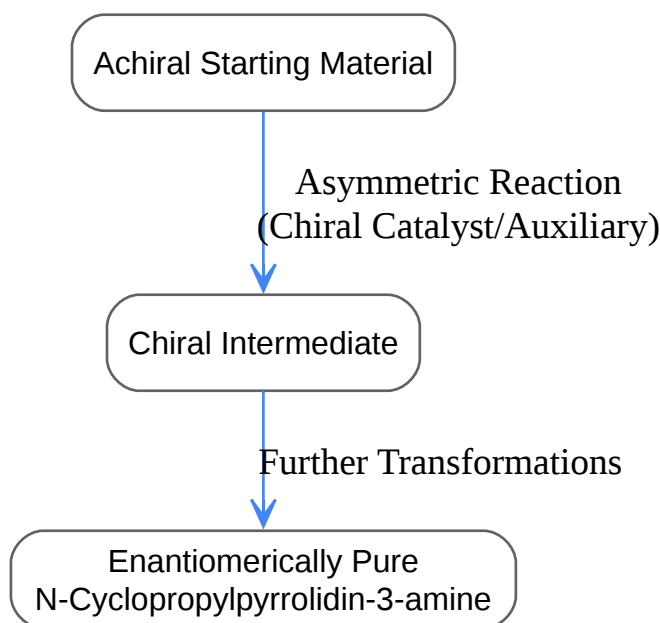 Achiral Starting Material
Asymmetric Reaction
(Chiral Catalyst/Auxiliary)
Chiral Intermediate
Further Transformations
Enantiomerically Pure
N-Cyclopropylpyrrolidin-3-amine